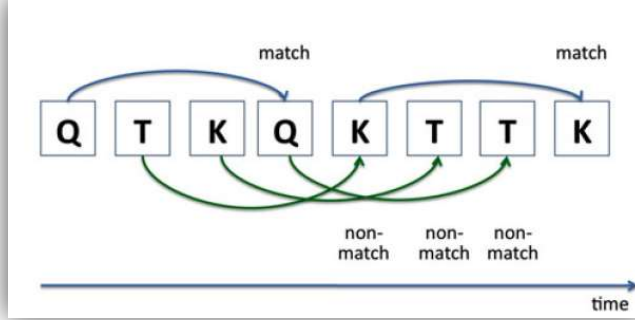 match match
Q T K Q K T T K
non- non- non-
match match match
time